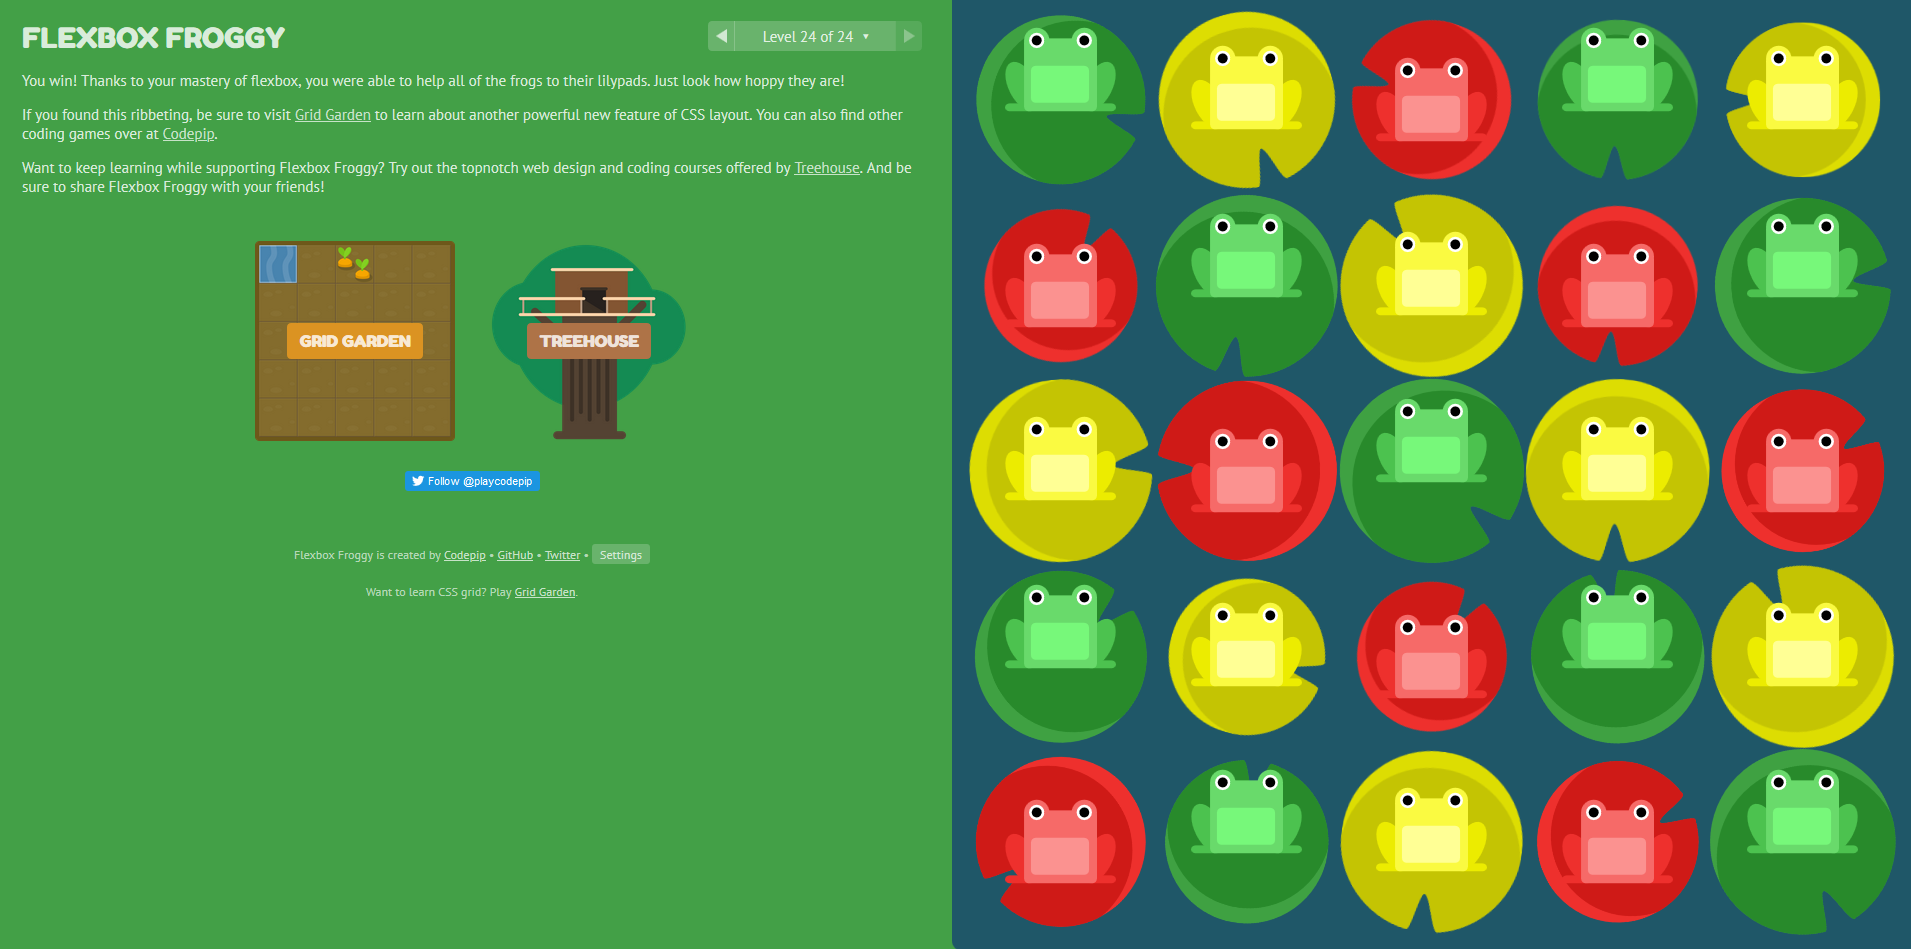 FLEXBOX FROGGY
Level 24 of 24
You win! Thanks to your mastery of flexbox, you were able to help all of the frogs to their lilypads. Just look how hoppy they are!
If you found this ribbeting, be sure to visit Grid Garden to learn about another powerful new feature of CSS layout. You can also find other
coding games over at Codepip.
Want to keep learning while supporting Flexbox Froggy? Try out the topnotch web design and coding courses offered by Treehouse. And be
sure to share Flexbox Froggy with your friends!
GRID GARDEN
TREEHOUSE
Follow @playcodepip
Flexbox Froggy is created by Codepip • GitHub • Twitter • Settings
Want to learn CSS grid? Play Grid Garden.